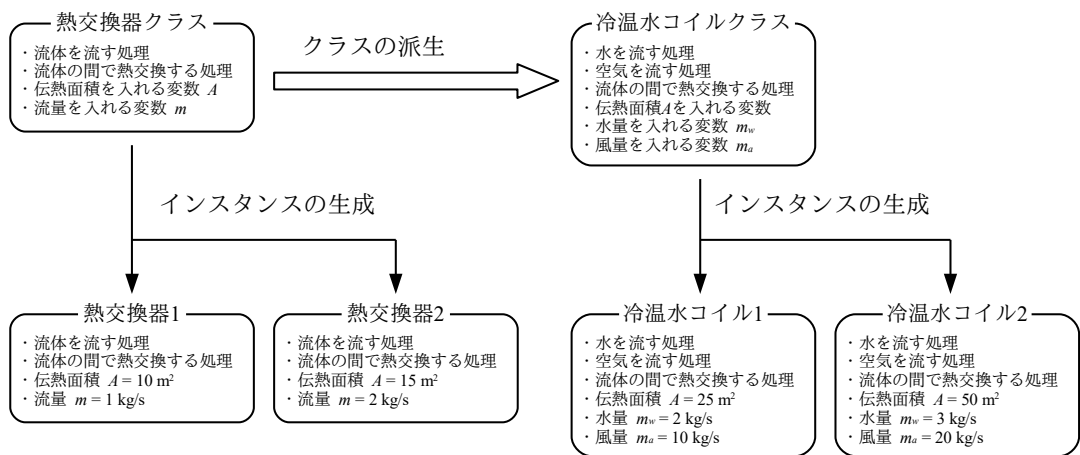 熱交換器クラス
・流体を流す処理
・流体の間で熱交換する処理
・伝熱面積を入れる変数 A
・流量を入れる変数 m
クラスの派生
冷温水コイルクラス
・水を流す処理
・空気を流す処理
・流体の間で熱交換する処理
・伝熱面積Aを入れる変数
・水量を入れる変数 mw
・風量を入れる変数 ma
インスタンスの生成
インスタンスの生成
熱交換器1
・流体を流す処理
・流体の間で熱交換する処理
・伝熱面積 A = 10 m²
・流量 m = 1 kg/s
熱交換器2
・流体を流す処理
・流体の間で熱交換する処理
・伝熱面積 A = 15 m²
・流量 m = 2 kg/s
冷温水コイル1
・水を流す処理
・空気を流す処理
・流体の間で熱交換する処理
・伝熱面積 A = 25 m²
・水量 mw = 2 kg/s
・風量 ma = 10 kg/s
冷温水コイル2
・水を流す処理
・空気を流す処理
・流体の間で熱交換する処理
・伝熱面積 A = 50 m²
・水量 mw = 3 kg/s
・風量 ma = 20 kg/s